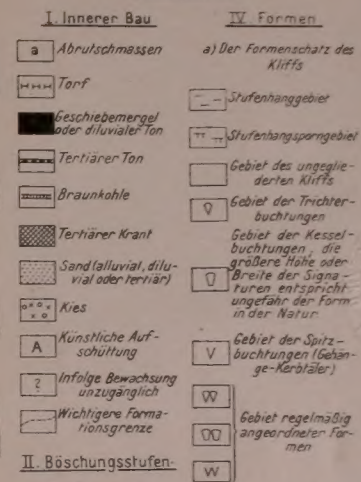 I. Innerer Bau
a
Abrutschmassen
Torf
Geschiebemergel
oder diluvialer Ton
Tertiärer Ton
Braunkohle
Tertiärer Krant
Sand (alluvial, dilu-
vial oder tertiär)
Kies
A
Künstliche Auf-
schüttung
?
Infolge Bewachsung
unzugänglich
Wichtigere Forma-
tionsgrenze
II. Böschungsstufen
IV. Formen
a) Der Formenschatz des
Kliffs
Stufenhanggebiet
Stufenhangsporngebiet
Gebiet des ungeglie-
derten Kliffs
Gebiet der Trichter-
buchtungen
Gebiet der Kessel-
buchtungen, die
größere Höhe oder
Breite der Signa-
turen entspricht
ungefähr der Form
in der Natur.
V
Gebiet der Spitz-
buchtungen (Gehän-
ge-Kerbtäler)
Gebiet regelmäßig
angeordneter For-
men
W